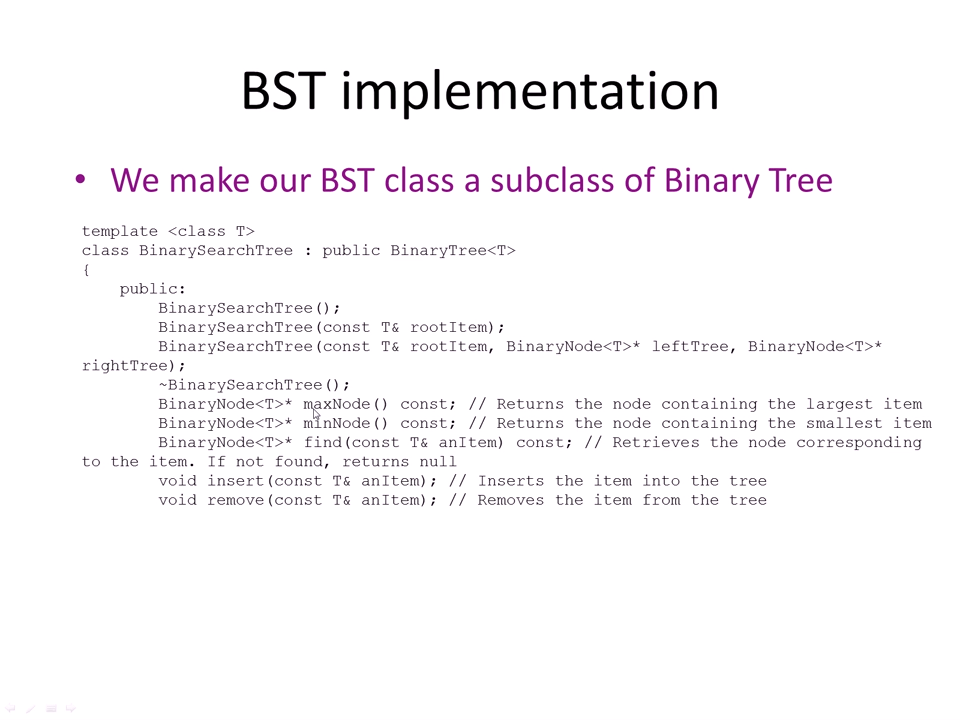 BST implementation
• We make our BST class a subclass of Binary Tree
template <class T>
class BinarySearchTree : public BinaryTree<T>
{
public:
BinarySearchTree();
BinarySearchTree(const T& rootItem);
BinarySearchTree(const T& rootItem, BinaryNode<T>* leftTree, BinaryNode<T>*
rightTree);
~BinarySearchTree();
BinaryNode<T>* maxNode() const; // Returns the node containing the largest item
BinaryNode<T>* minNode() const; // Returns the node containing the smallest item
BinaryNode<T>* find(const T& anItem) const; // Retrieves the node corresponding
to the item. If not found, returns null
void insert(const T& anItem); // Inserts the item into the tree
void remove(const T& anItem); // Removes the item from the tree